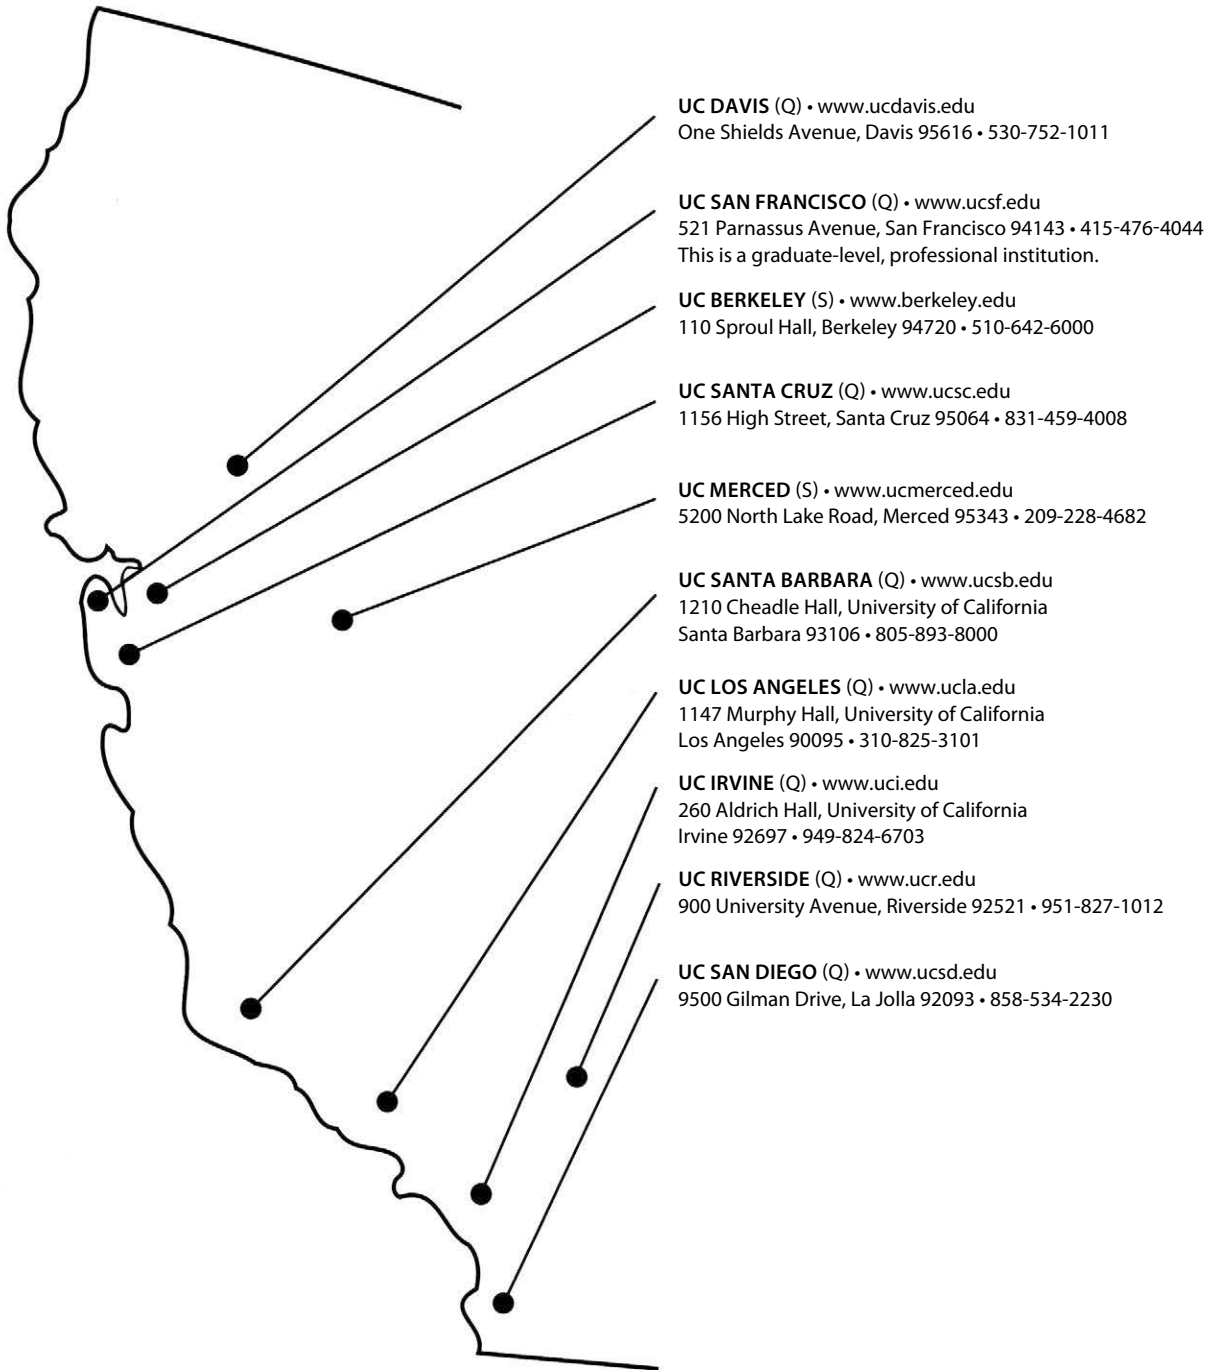 UC DAVIS (Q) • www.ucdavis.edu
One Shields Avenue, Davis 95616 • 530-752-1011
UC SAN FRANCISCO (Q) • www.ucsf.edu
521 Parnassus Avenue, San Francisco 94143 • 415-476-4044
This is a graduate-level, professional institution.
UC BERKELEY (S) • www.berkeley.edu
110 Sproul Hall, Berkeley 94720 • 510-642-6000
UC SANTA CRUZ (Q) • www.ucsc.edu
1156 High Street, Santa Cruz 95064 • 831-459-4008
UC MERCED (S) • www.ucmerced.edu
5200 North Lake Road, Merced 95343 • 209-228-4682
UC SANTA BARBARA (Q) • www.ucsb.edu
1210 Cheadle Hall, University of California
Santa Barbara 93106 • 805-893-8000
UC LOS ANGELES (Q) • www.ucla.edu
1147 Murphy Hall, University of California
Los Angeles 90095 • 310-825-3101
UC IRVINE (Q) • www.uci.edu
260 Aldrich Hall, University of California
Irvine 92697 • 949-824-6703
UC RIVERSIDE (Q) • www.ucr.edu
900 University Avenue, Riverside 92521 • 951-827-1012
UC SAN DIEGO (Q) • www.ucsd.edu
9500 Gilman Drive, La Jolla 92093 • 858-534-2230